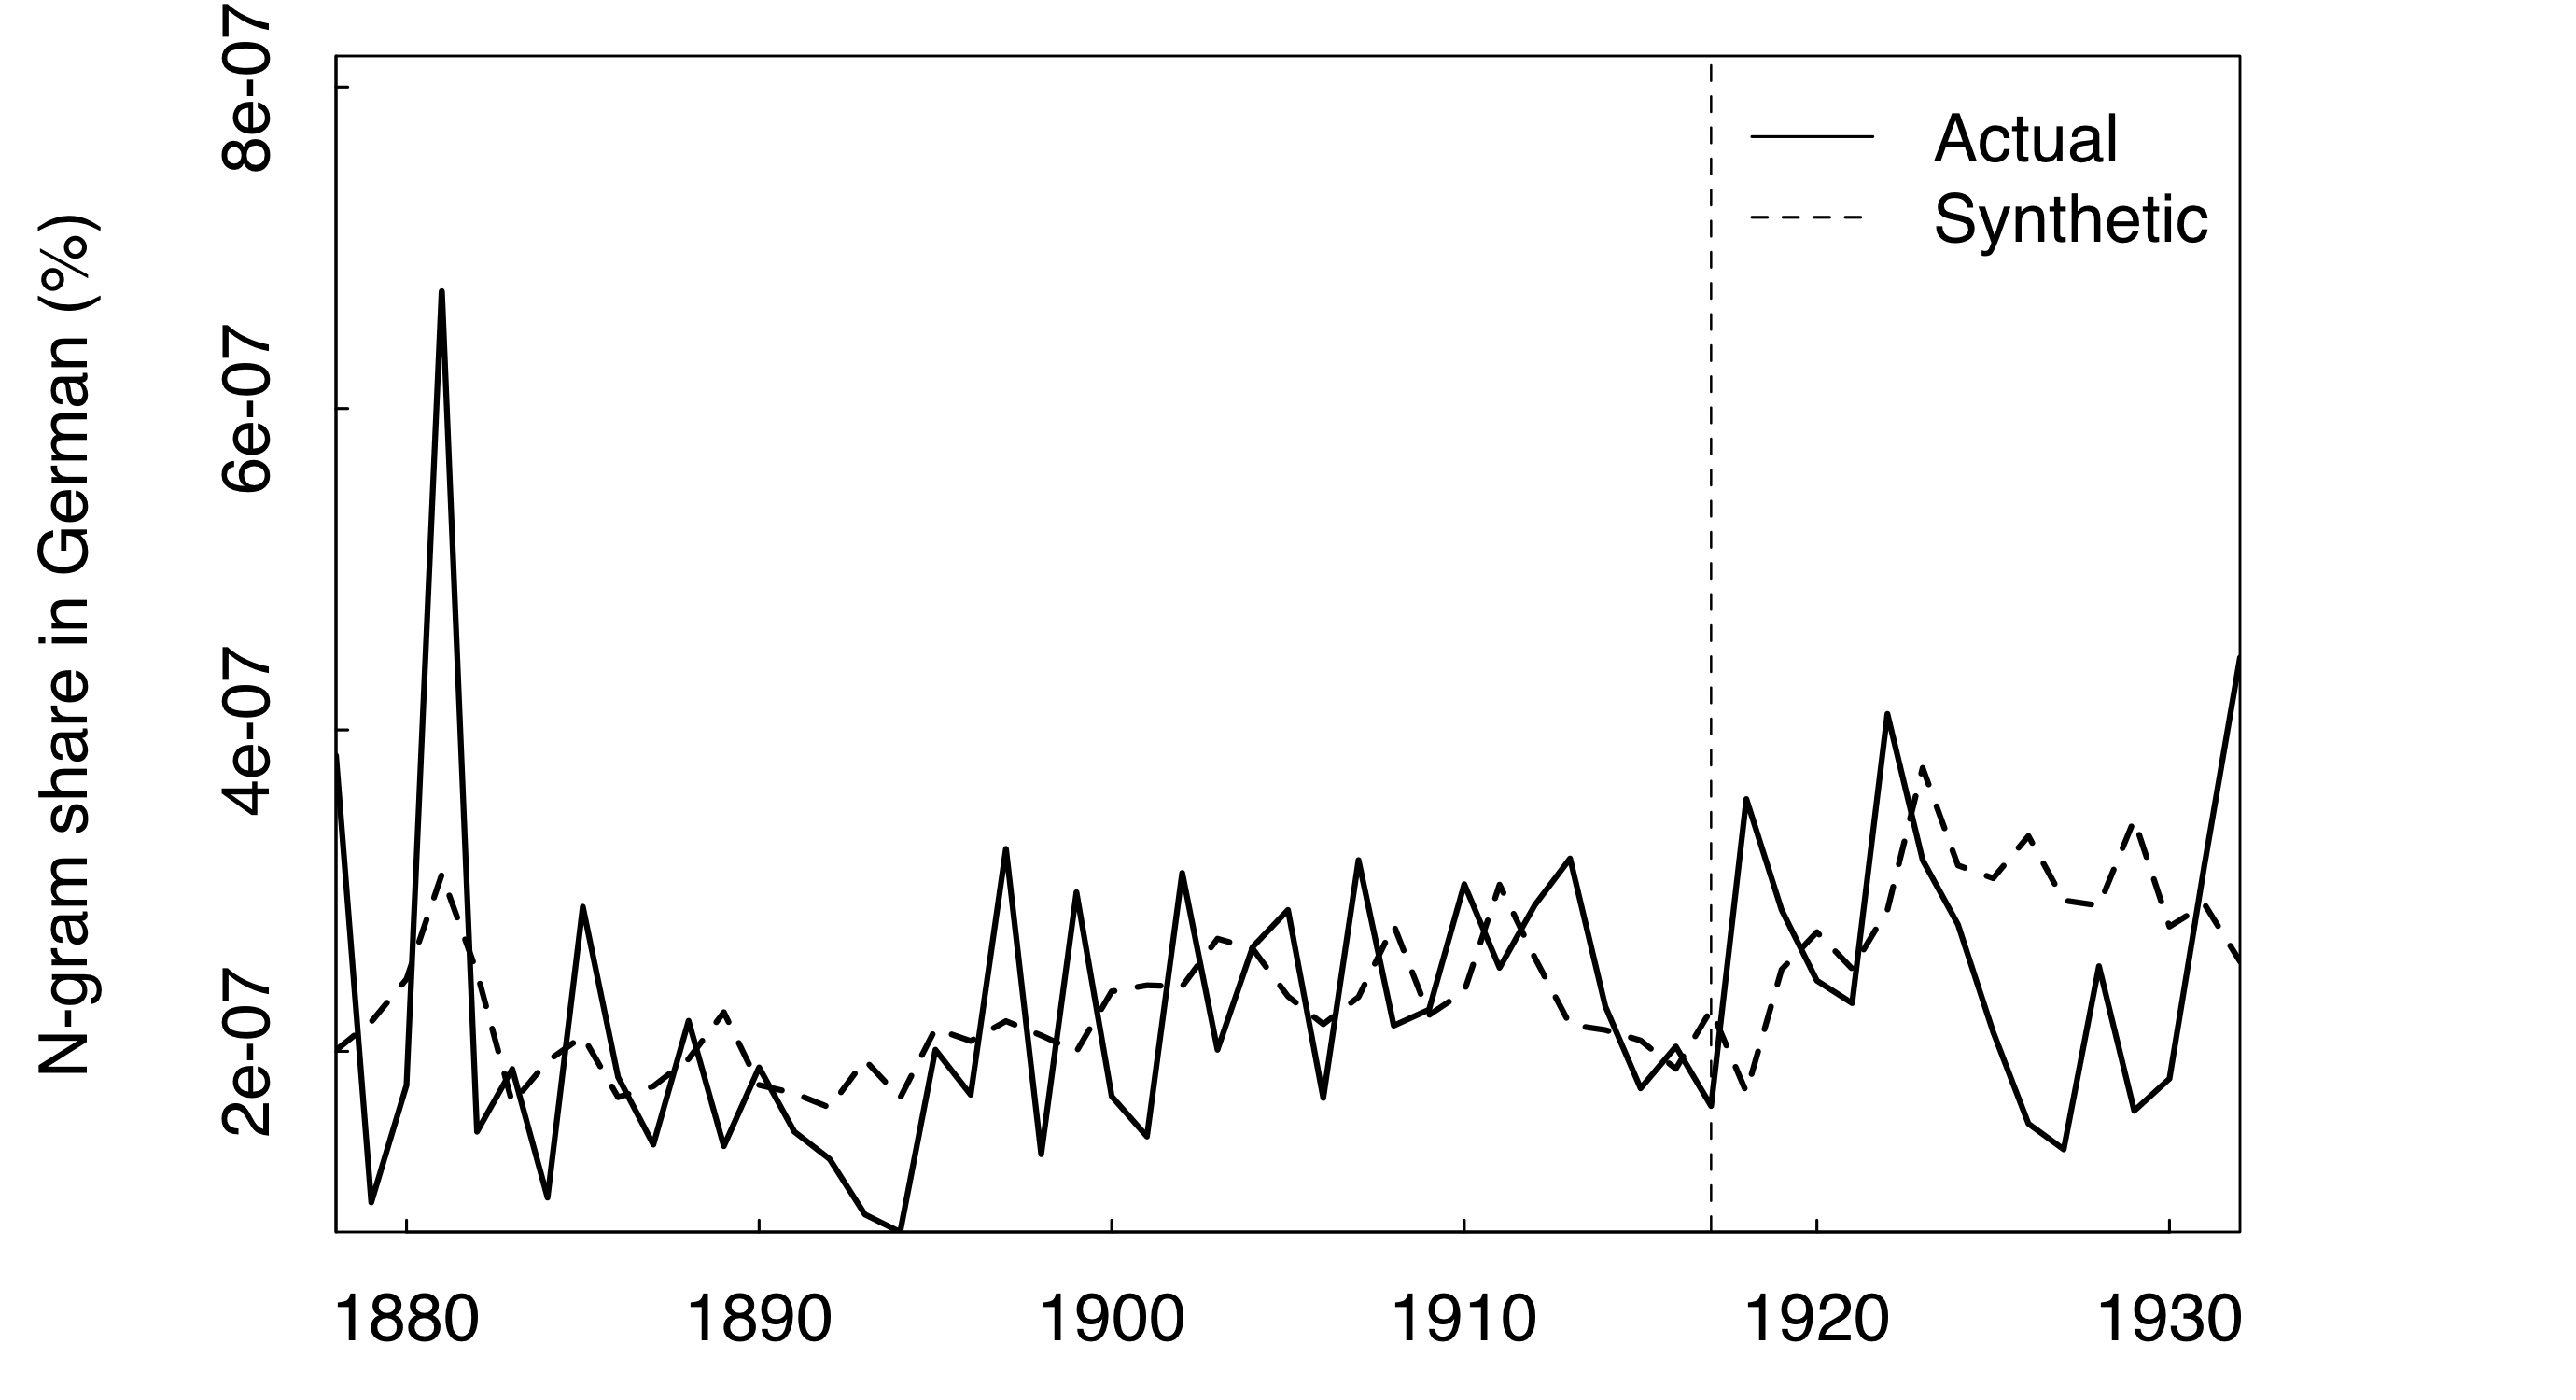 N-gram share in German (%)
8e-07
6e-07
4e-07
2e-07
Actual
Synthetic
1880 1890 1900 1910 1920 1930